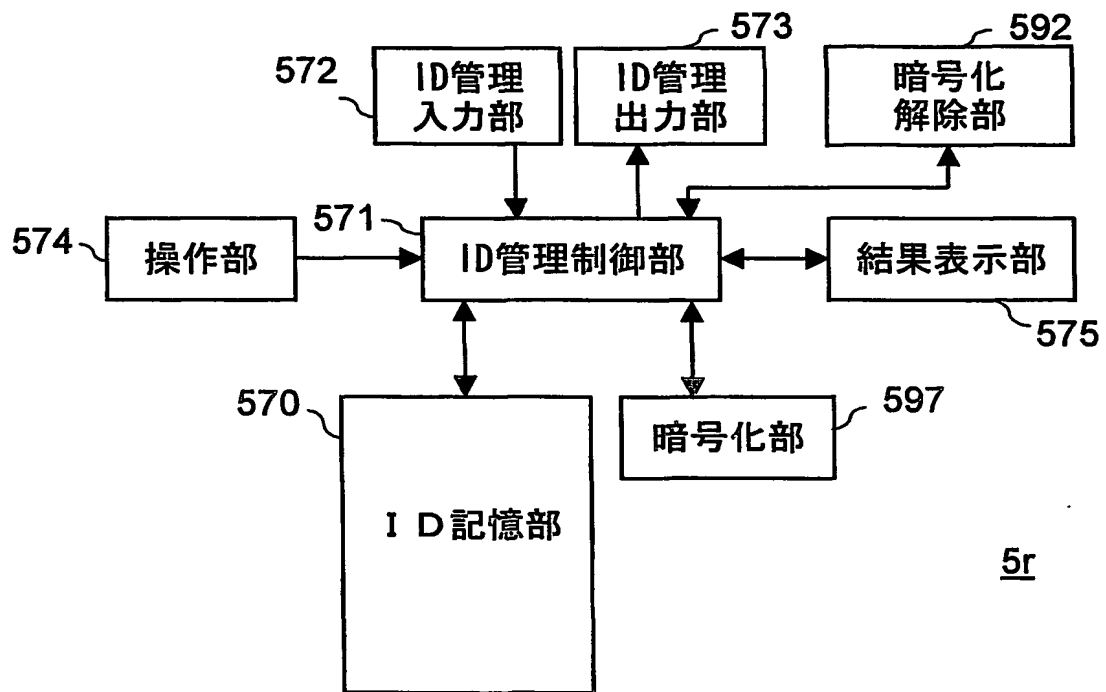 573
592
572
ID管理
入力部
ID管理
出力部
暗号化
解除部
571
574
操作部
ID管理制御部
結果表示部
575
570
597
暗号化部
ID記憶部
5r